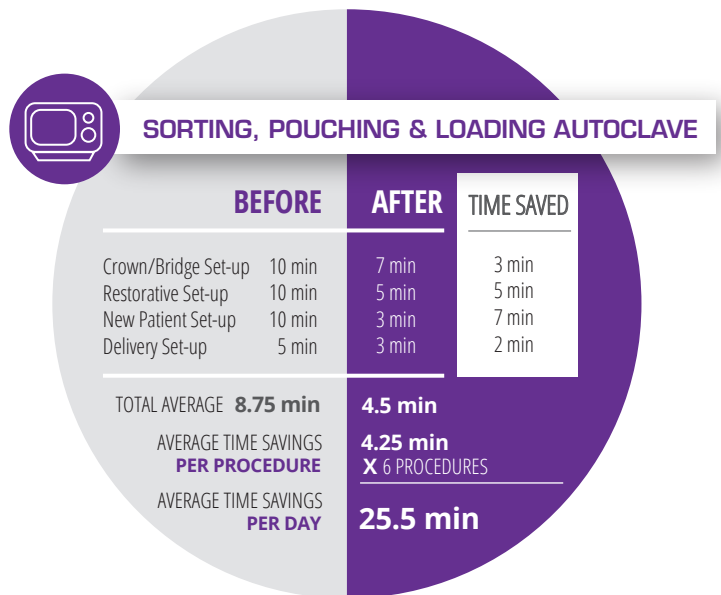 SORTING, POUCHING & LOADING AUTOCLAVE
BEFORE AFTER TIME SAVED
Crown/Bridge Set-up 10 min 7 min 3 min
Restorative Set-up 10 min 5 min 5 min
New Patient Set-up 10 min 3 min 7 min
Delivery Set-up 5 min 3 min 2 min
TOTAL AVERAGE 8.75 min 4.5 min
AVERAGE TIME SAVINGS 4.25 min
PER PROCEDURE X 6 PROCEDURES
AVERAGE TIME SAVINGS
PER DAY 25.5 min